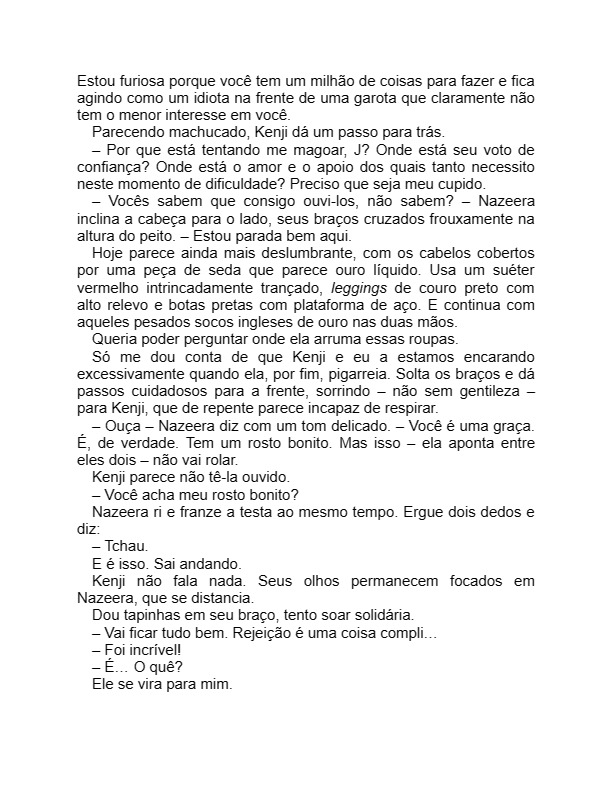 Estou furiosa porque você tem um milhão de coisas para fazer e fica
agindo como um idiota na frente de uma garota que claramente não
tem o menor interesse em você.
Parecendo machucado, Kenji dá um passo para trás.
– Por que está tentando me magoar, J? Onde está seu voto de
confiança? Onde está o amor e o apoio dos quais tanto necessito
neste momento de dificuldade? Preciso que seja meu cupido.
– Vocês sabem que consigo ouvi-los, não sabem? – Nazeera
inclina a cabeça para o lado, seus braços cruzados frouxamente na
altura do peito. – Estou parada bem aqui.
Hoje parece ainda mais deslumbrante, com os cabelos cobertos
por uma peça de seda que parece ouro líquido. Usa um suéter
vermelho intrincadamente trançado, leggings de couro preto com
alto relevo e botas pretas com plataforma de aço. E continua com
aqueles pesados socos ingleses de ouro nas duas mãos.
Queria poder perguntar onde ela arruma essas roupas.
Só me dou conta de que Kenji e eu a estamos encarando
excessivamente quando ela, por fim, pigarreia. Solta os braços e dá
passos cuidadosos para a frente, sorrindo – não sem gentileza –
para Kenji, que de repente parece incapaz de respirar.
– Ouça – Nazeera diz com um tom delicado. – Você é uma graça.
É, de verdade. Tem um rosto bonito. Mas isso – ela aponta entre
eles dois – não vai rolar.
Kenji parece não tê-la ouvido.
– Você acha meu rosto bonito?
Nazeera ri e franze a testa ao mesmo tempo. Ergue dois dedos e
diz:
– Tchau.
E é isso. Sai andando.
Kenji não fala nada. Seus olhos permanecem focados em
Nazeera, que se distancia.
Dou tapinhas em seu braço, tento soar solidária.
– Vai ficar tudo bem. Rejeição é uma coisa compli…
– Foi incrível!
– É… O quê?
Ele se vira para mim.